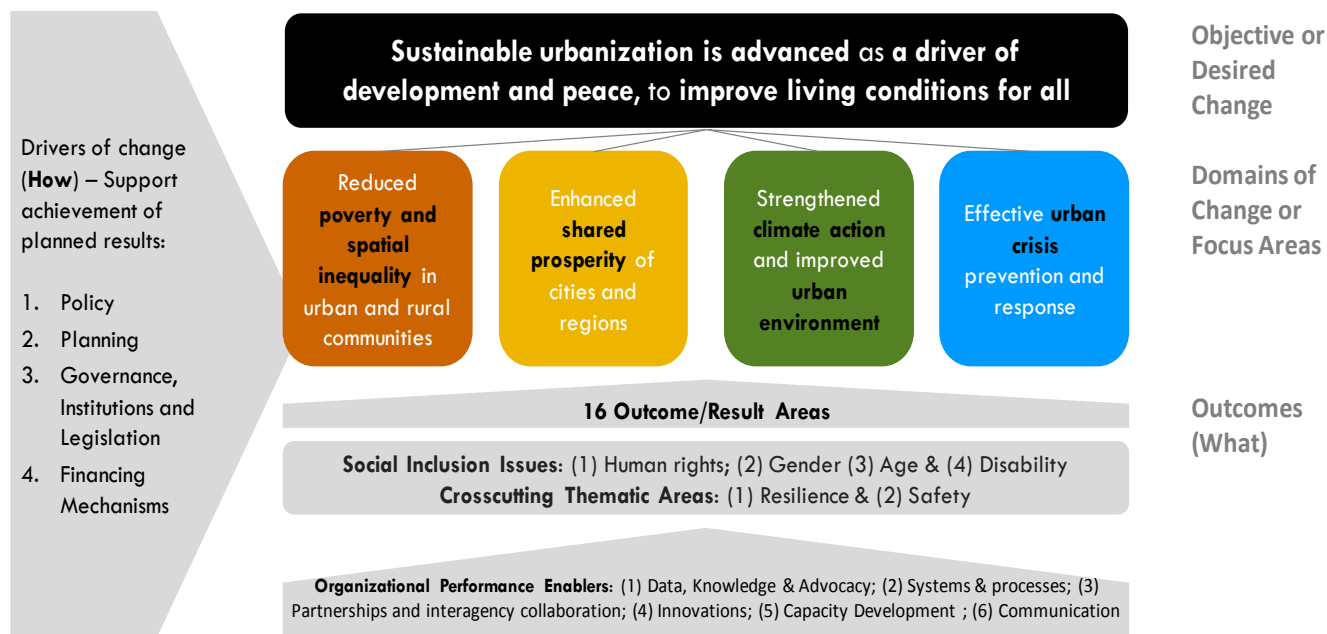 Drivers of change
(How) – Support
achievement of
planned results:
1. Policy
2. Planning
3. Governance,
Institutions and
Legislation
4. Financing
Mechanisms
Sustainable urbanization is advanced as a driver of
development and peace, to improve living conditions for all
Objective or
Desired
Change
Reduced
poverty and
spatial
inequality in
urban and rural
communities
Enhanced
shared
prosperity of
cities and
regions
Strengthened
climate action
and improved
urban
environment
Effective urban
crisis
prevention and
response
Domains of
Change or
Focus Areas
16 Outcome/Result Areas
Outcomes
(What)
Social Inclusion Issues: (1) Human rights; (2) Gender (3) Age & (4) Disability
Crosscutting Thematic Areas: (1) Resilience & (2) Safety
Organizational Performance Enablers: (1) Data, Knowledge & Advocacy; (2) Systems & processes; (3)
Partnerships and interagency collaboration; (4) Innovations; (5) Capacity Development ; (6) Communication